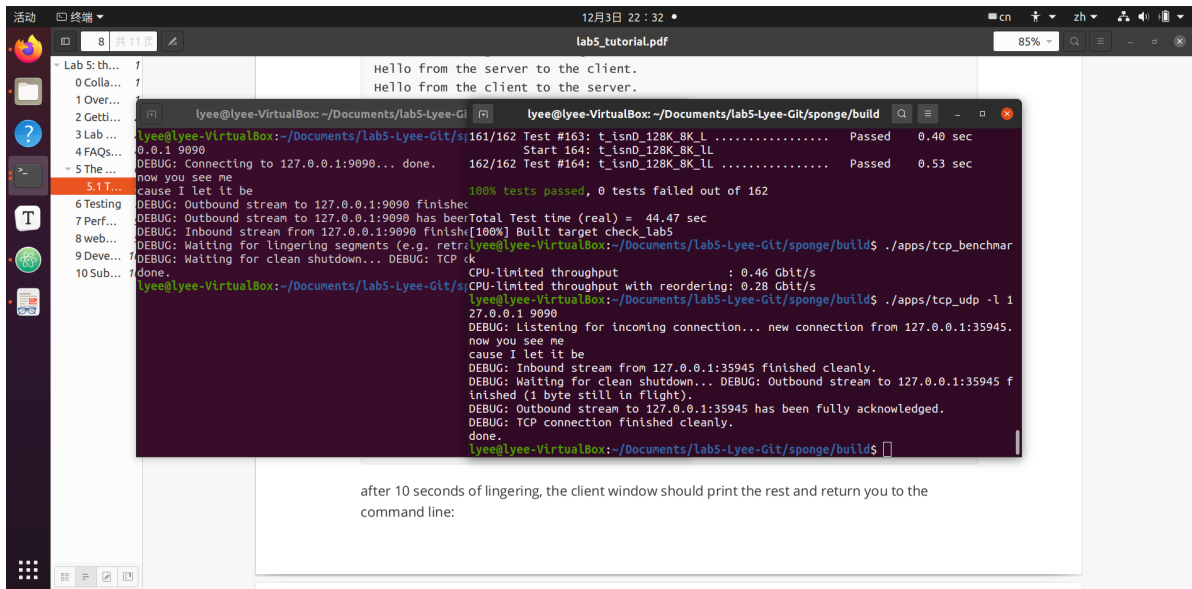 活动
终端
12月3日 22：32
cn
zh
8
共11页
lab5_tutorial.pdf
85%
Lab 5: th… 1
0 Colla… 1
1 Over…
2 Getti…
3 Lab …
4 FAQs…
5 The …
5.1 T…
6 Testing
7 Perf…
8 web…
9 Deve…
10 Sub…
Hello from the server to the client.
Hello from the client to the server.
lyee@lyee-VirtualBox: ~/Documents/lab5-Lyee-Gi
lyee@lyee-VirtualBox:~/Documents/lab5-Lyee-Git/sp
0.0.1 9090
DEBUG: Connecting to 127.0.0.1:9090... done.
now you see me
cause I let it be
DEBUG: Outbound stream to 127.0.0.1:9090 finished
DEBUG: Outbound stream to 127.0.0.1:9090 has been
DEBUG: Inbound stream from 127.0.0.1:9090 finishe
DEBUG: Waiting for lingering segments (e.g. retra
DEBUG: Waiting for clean shutdown... DEBUG: TCP c
done.
lyee@lyee-VirtualBox:~/Documents/lab5-Lyee-Git/sp
lyee@lyee-VirtualBox: ~/Documents/lab5-Lyee-Git/sponge/build
161/162 Test #163: t_isnD_128K_8K_L ............... Passed 0.40 sec
Start 164: t_isnD_128K_8K_lL
162/162 Test #164: t_isnD_128K_8K_lL .............. Passed 0.53 sec
100% tests passed, 0 tests failed out of 162
Total Test time (real) = 44.47 sec
[100%] Built target check_lab5
lyee@lyee-VirtualBox:~/Documents/lab5-Lyee-Git/sponge/build$ ./apps/tcp_benchmar
k
CPU-limited throughput : 0.46 Gbit/s
CPU-limited throughput with reordering: 0.28 Gbit/s
lyee@lyee-VirtualBox:~/Documents/lab5-Lyee-Git/sponge/build$ ./apps/tcp_udp -l 1
27.0.0.1 9090
DEBUG: Listening for incoming connection... new connection from 127.0.0.1:35945.
now you see me
cause I let it be
DEBUG: Inbound stream from 127.0.0.1:35945 finished cleanly.
DEBUG: Waiting for clean shutdown... DEBUG: Outbound stream to 127.0.0.1:35945 f
inished (1 byte still in flight).
DEBUG: Outbound stream to 127.0.0.1:35945 has been fully acknowledged.
DEBUG: TCP connection finished cleanly.
done.
lyee@lyee-VirtualBox:~/Documents/lab5-Lyee-Git/sponge/build$
after 10 seconds of lingering, the client window should print the rest and return you to the
command line: